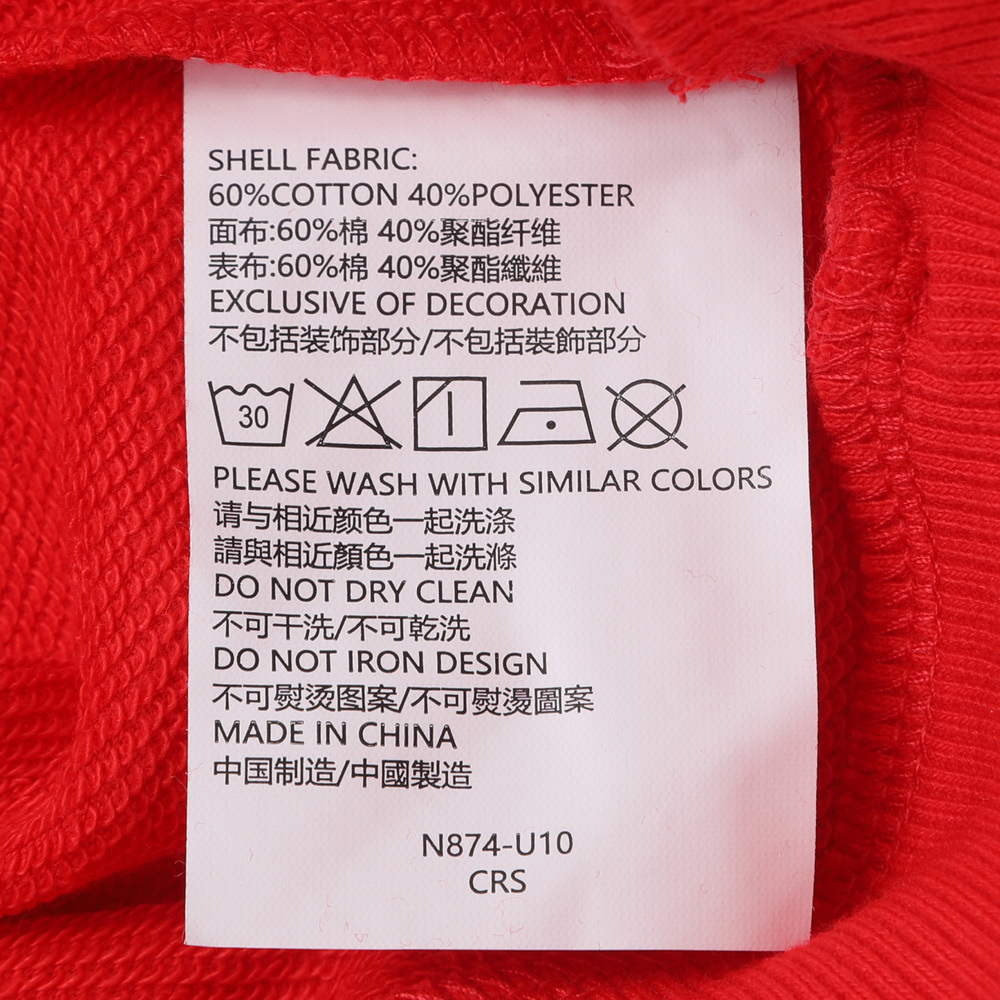 SHELL FABRIC:
60%COTTON 40%POLYESTER
面布:60%棉 40%聚酯纤维
表布:60%棉 40%聚酯纖維
EXCLUSIVE OF DECORATION
不包括装饰部分/不包括裝飾部分
30
PLEASE WASH WITH SIMILAR COLORS
请与相近颜色一起洗涤
請與相近顏色一起洗滌
DO NOT DRY CLEAN
不可干洗/不可乾洗
DO NOT IRON DESIGN
不可熨烫图案/不可熨燙圖案
MADE IN CHINA
中国制造/中國製造
N874-U10
CRS